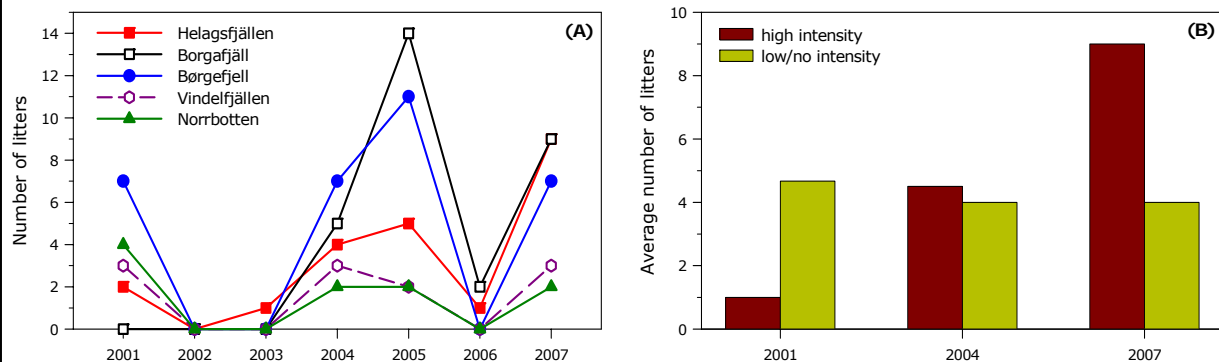 (A)
Helagsfjällen
Borgafjäll
Børgefjell
Vindelfjällen
Norrbotten
Number of litters
14
12
10
8
6
4
2
0
2001 2002 2003 2004 2005 2006 2007
(B)
high intensity
low/no intensity
Average number of litters
10
8
6
4
2
0
2001 2004 2007